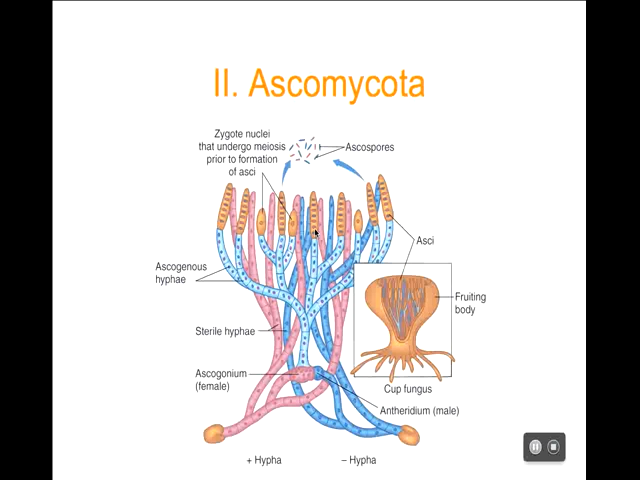 II. Ascomycota
Zygote nuclei
that undergo meiosis
prior to formation
of asci
Ascospores
Asci
Ascogenous
hyphae
Fruiting
body
Sterile hyphae
Ascogonium
(female)
Cup fungus
Antheridium (male)
+ Hypha
– Hypha